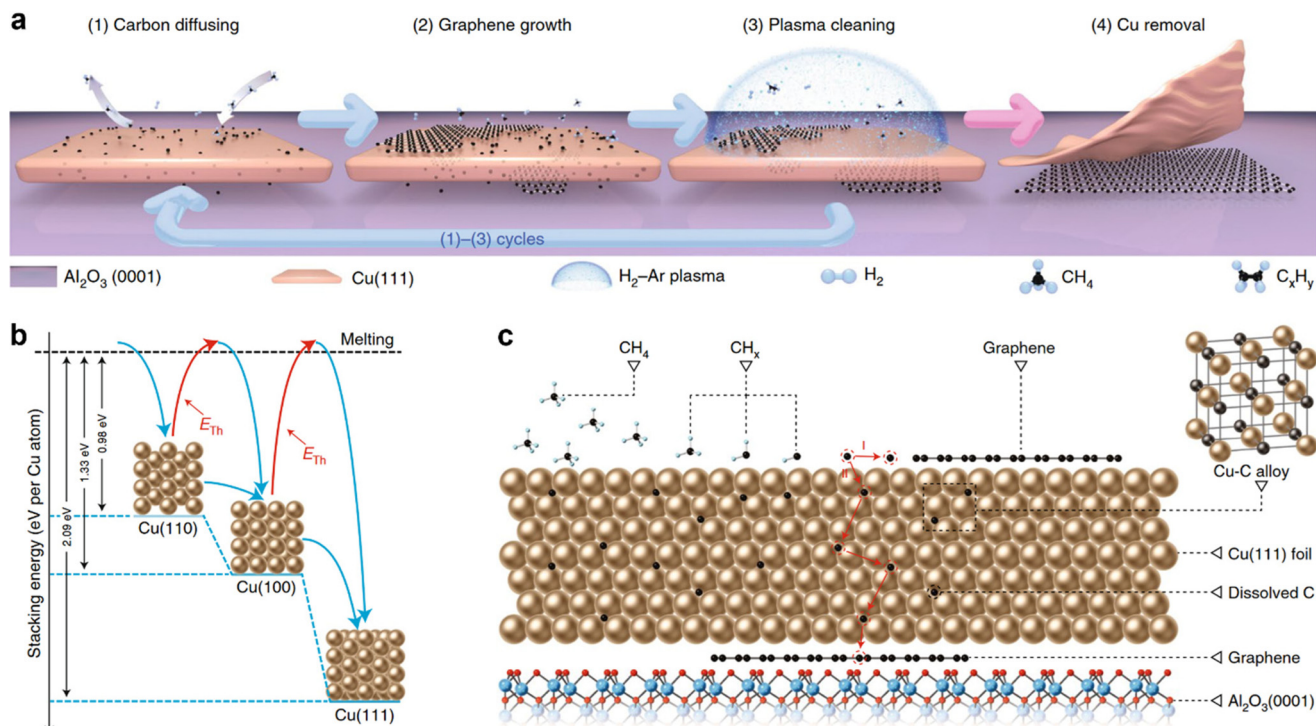 a
(1) Carbon diffusing
(2) Graphene growth
(3) Plasma cleaning
(4) Cu removal
(1)–(3) cycles
Al₂O₃ (0001)
Cu(111)
H₂–Ar plasma
H₂
CH₄
CₓHᵧ
b
Stacking energy (eV per Cu atom)
Melting
2.09 eV
1.33 eV
0.98 eV
E_Th
E_Th
Cu(110)
Cu(100)
Cu(111)
c
CH₄
CHₓ
Graphene
I
II
Cu-C alloy
Cu(111) foil
Dissolved C
Graphene
Al₂O₃(0001)